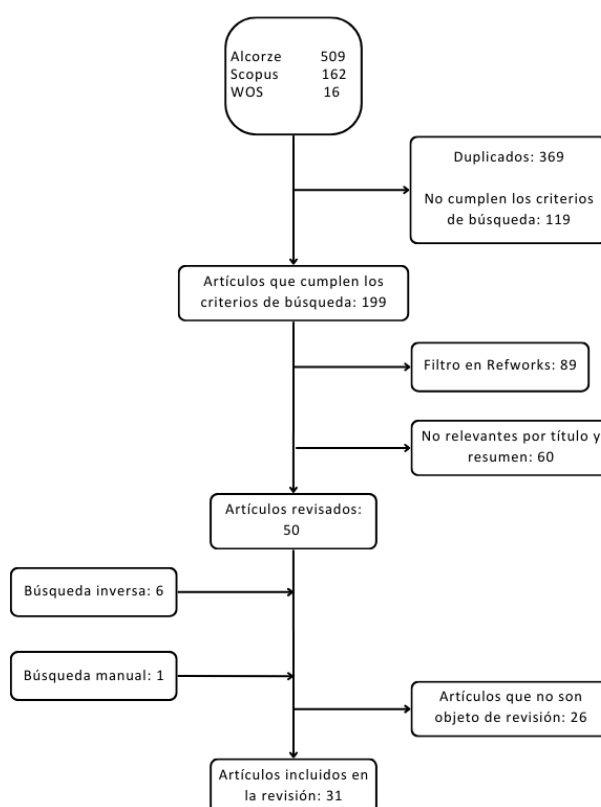 Alcorze 509
Scopus 162
WOS 16
Duplicados: 369
No cumplen los criterios
de búsqueda: 119
Artículos que cumplen los
criterios de búsqueda: 199
Filtro en Refworks: 89
No relevantes por título y
resumen: 60
Artículos revisados:
50
Búsqueda inversa: 6
Búsqueda manual: 1
Artículos que no son
objeto de revisión: 26
Artículos incluidos en
la revisión: 31